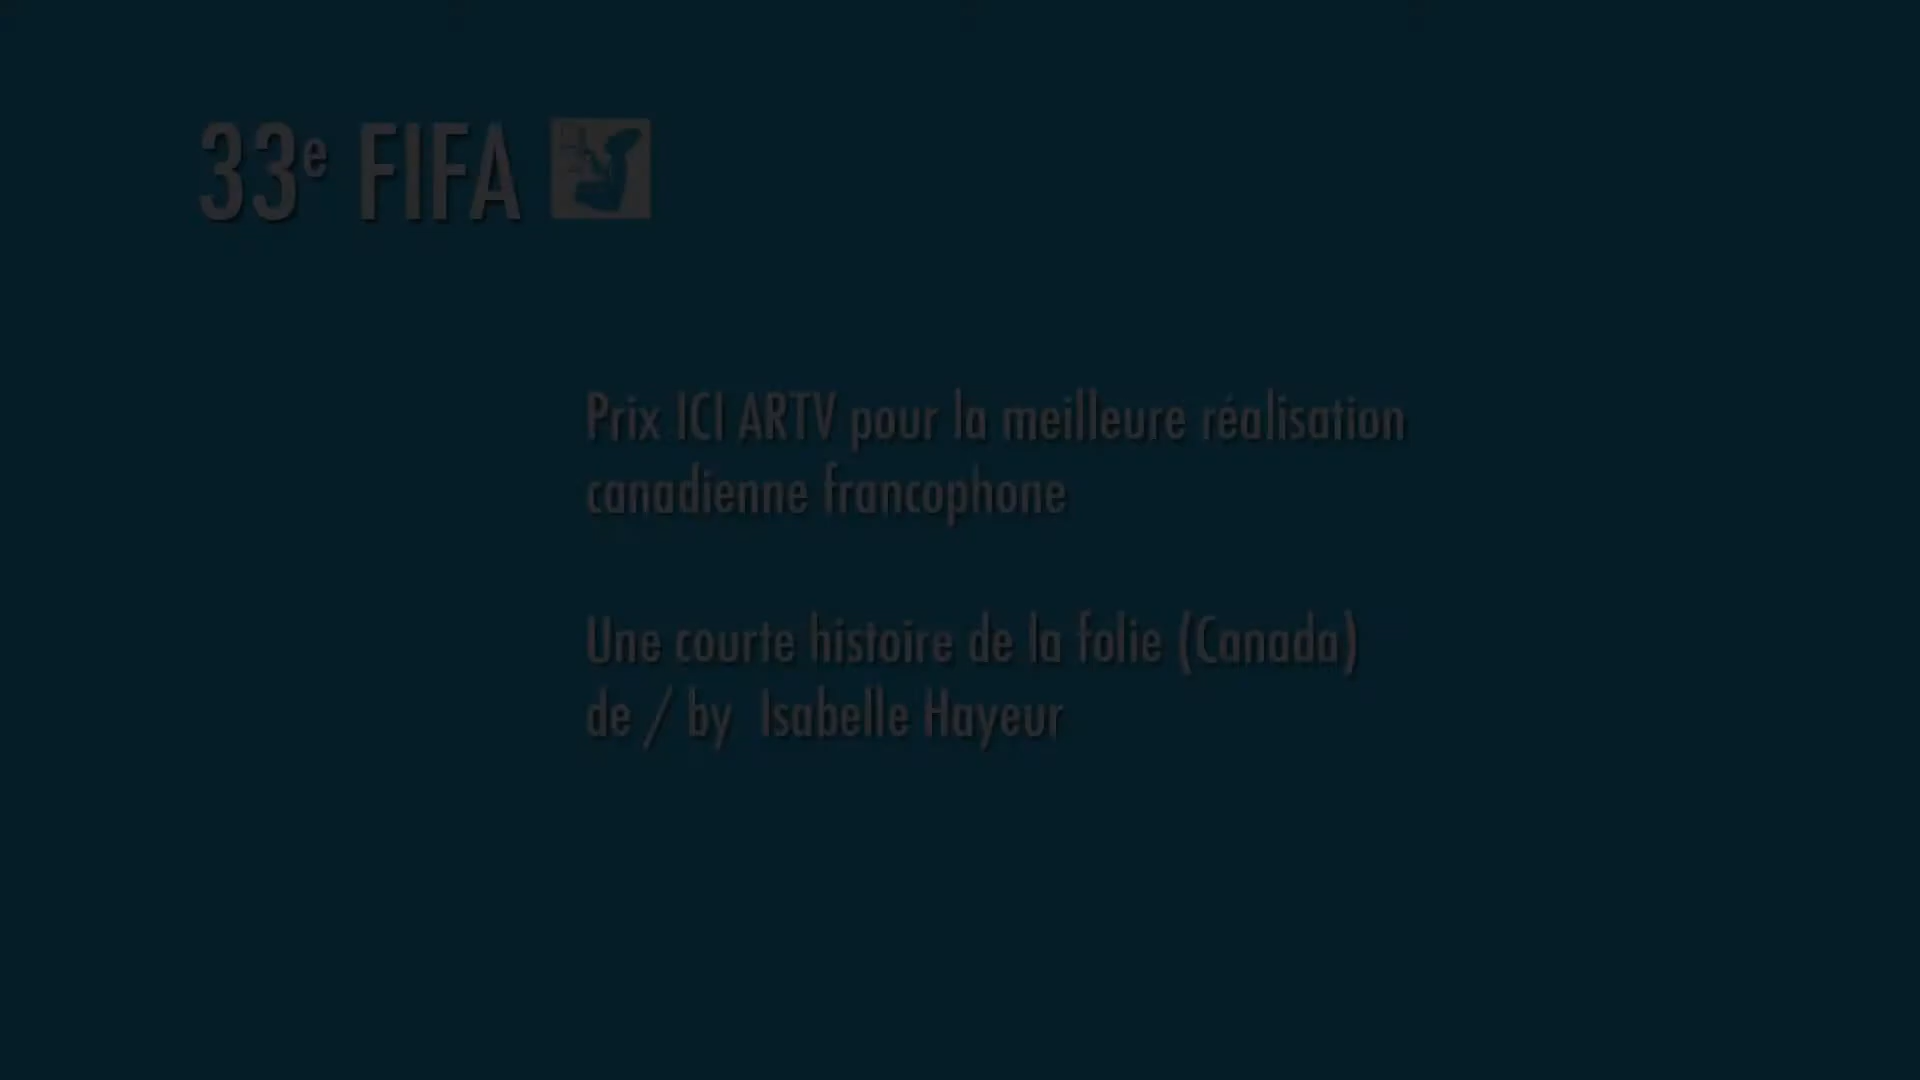 33e FIFA
Prix ICI ARTV pour la meilleure réalisation
canadienne francophone
Une courte histoire de la folie (Canada)
de / by Isabelle Hayeur